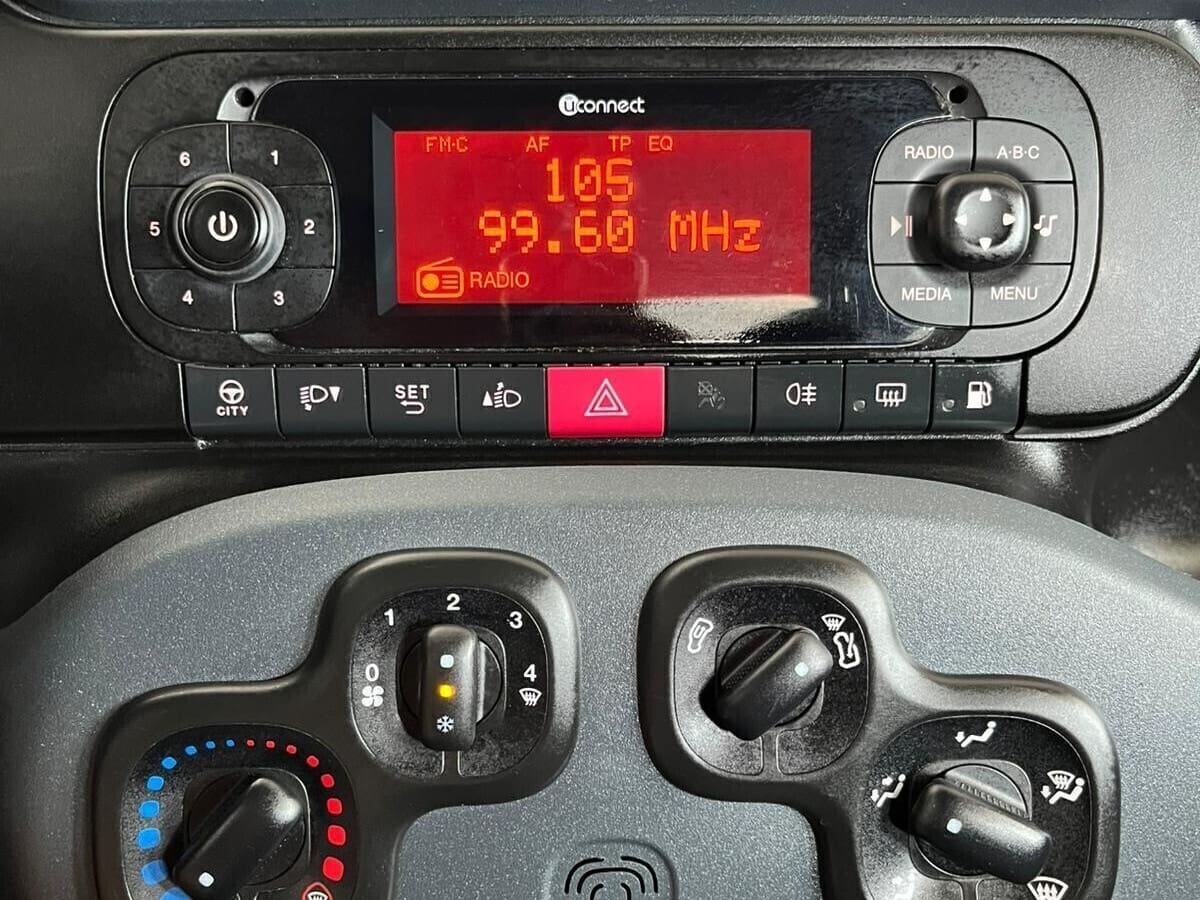 uconnect
6 1
5 2
4 3
FM·C AF TP EQ
105
99.60 MHz
RADIO
RADIO A·B·C
MEDIA MENU
CITY
SET
0 1 2 3 4